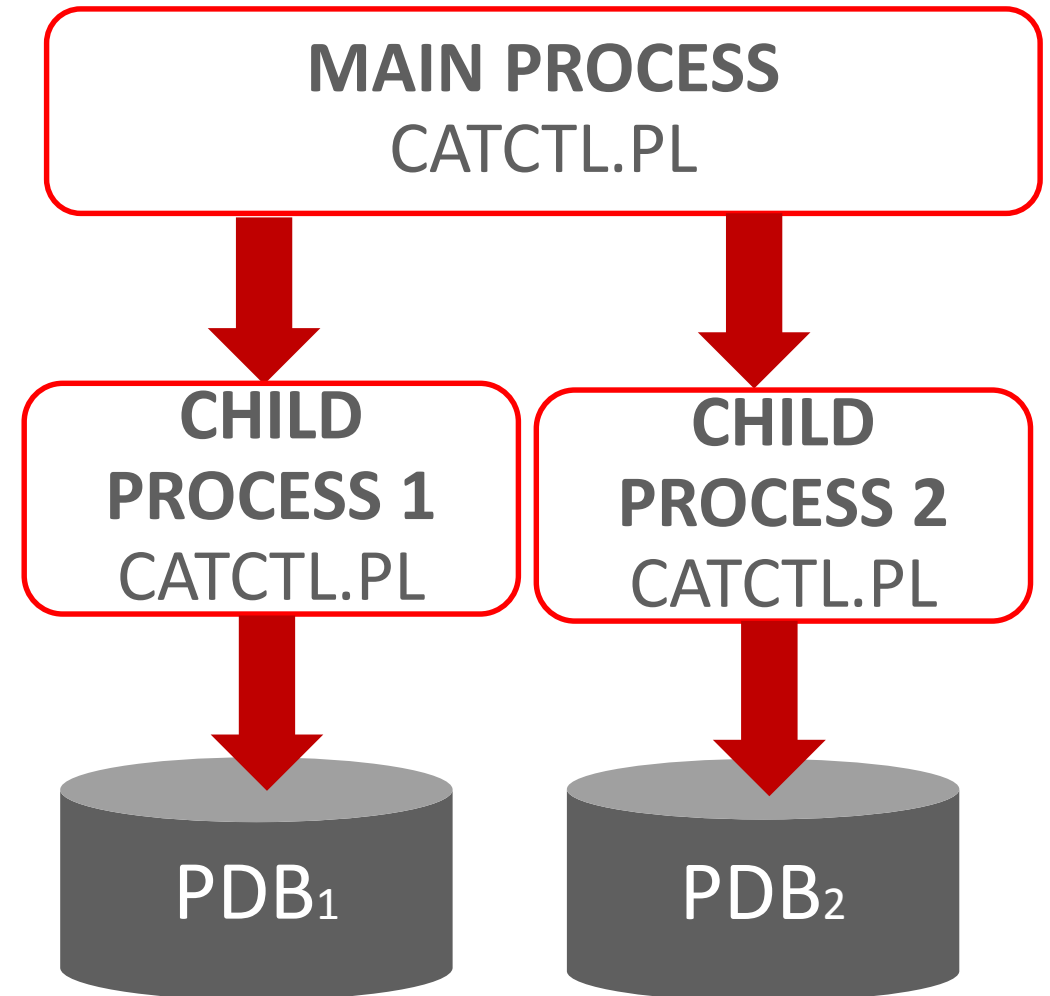 MAIN PROCESS
CATCTL.PL
CHILD
PROCESS 1
CATCTL.PL
CHILD
PROCESS 2
CATCTL.PL
PDB1
PDB2